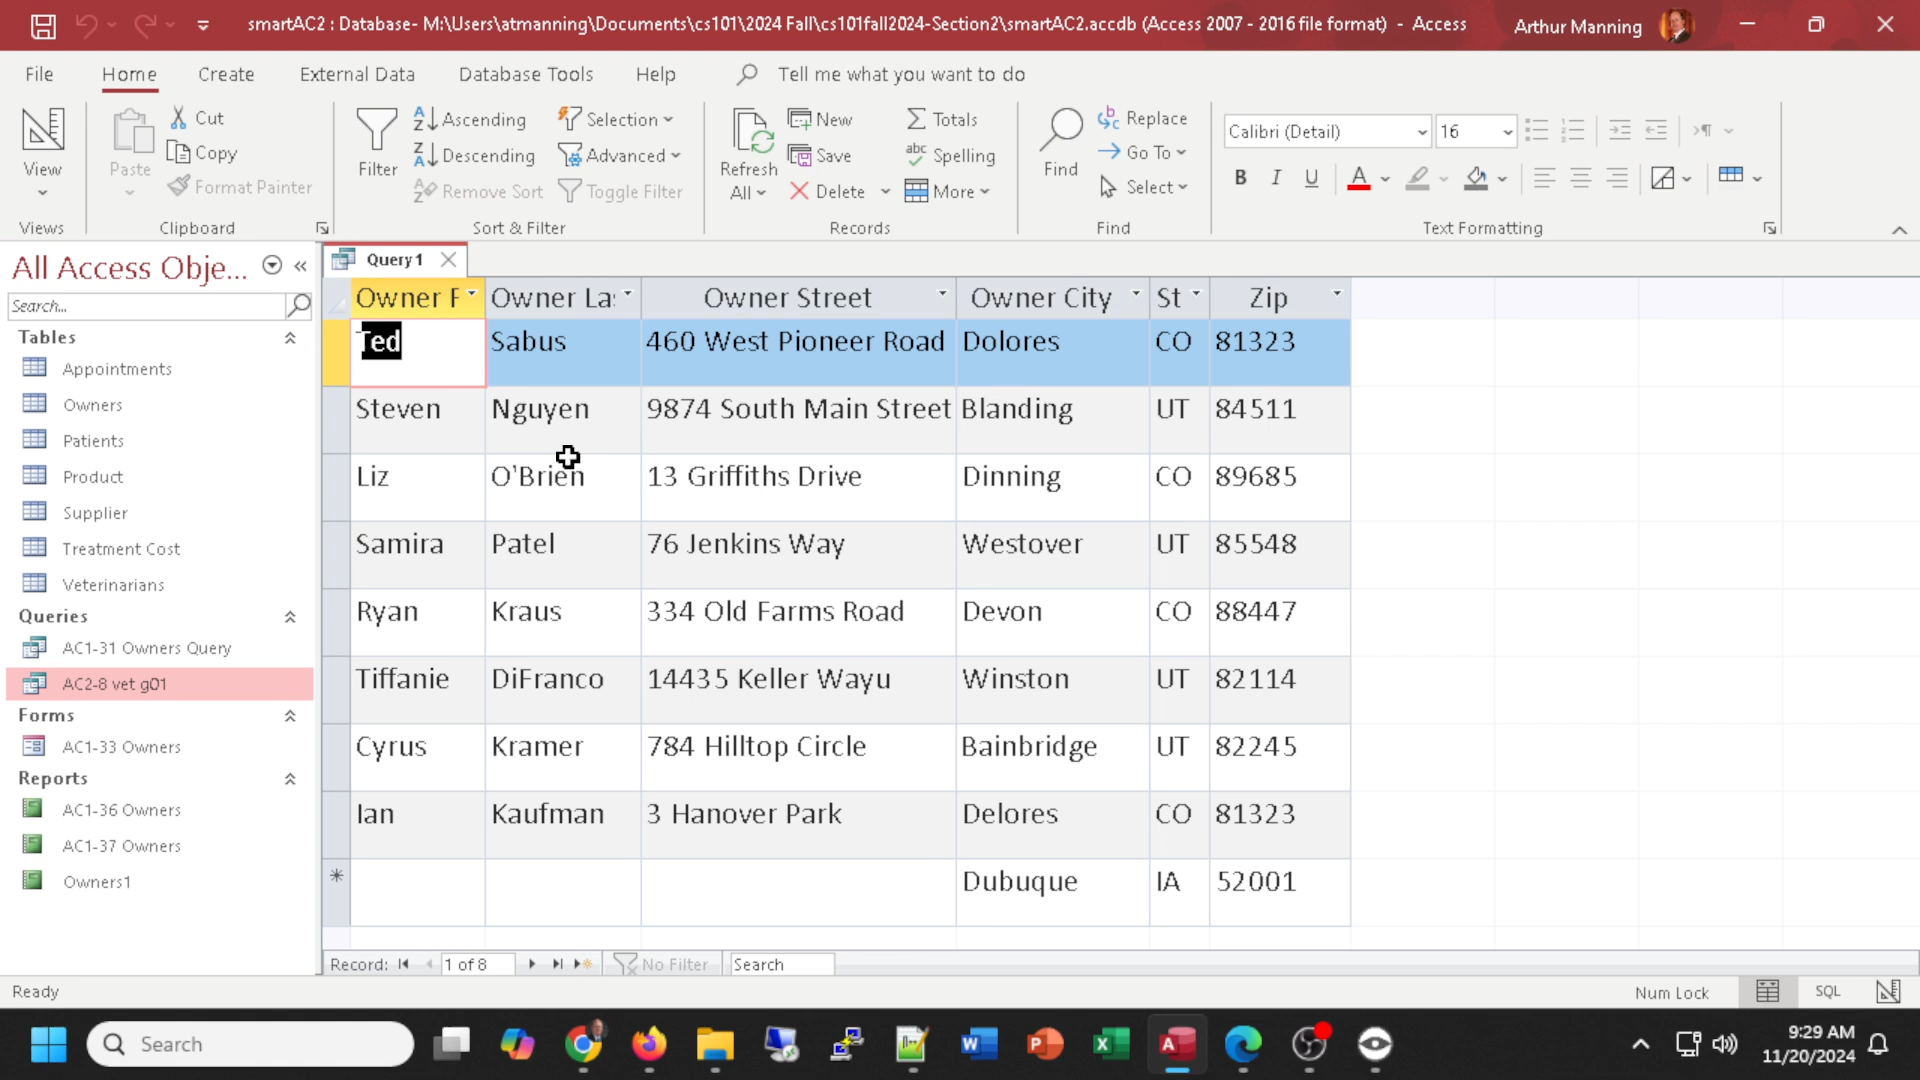 smartAC2 : Database- M:\Users\atmanning\Documents\cs101\2024 Fall\cs101fall2024-Section2\smartAC2.accdb (Access 2007 - 2016 file format) - Access
Arthur Manning
File Home Create External Data Database Tools Help Tell me what you want to do
View
Views
Paste
Cut
Copy
Format Painter
Clipboard
Filter
Ascending
Descending
Remove Sort
Selection
Advanced
Toggle Filter
Sort & Filter
Refresh
All
New
Save
Delete
Totals
Spelling
More
Records
Find
Replace
Go To
Select
Find
Calibri (Detail) 16
B I U A
Text Formatting
All Access Obje...
Search...
Tables
Appointments
Owners
Patients
Product
Supplier
Treatment Cost
Veterinarians
Queries
AC1-31 Owners Query
AC2-8 vet g01
Forms
AC1-33 Owners
Reports
AC1-36 Owners
AC1-37 Owners
Owners1
Query1
Owner F Owner La Owner Street Owner City St Zip
Ted Sabus 460 West Pioneer Road Dolores CO 81323
Steven Nguyen 9874 South Main Street Blanding UT 84511
Liz O'Brien 13 Griffiths Drive Dinning CO 89685
Samira Patel 76 Jenkins Way Westover UT 85548
Ryan Kraus 334 Old Farms Road Devon CO 88447
Tiffanie DiFranco 14435 Keller Wayu Winston UT 82114
Cyrus Kramer 784 Hilltop Circle Bainbridge UT 82245
Ian Kaufman 3 Hanover Park Delores CO 81323
* Dubuque IA 52001
Record: 1 of 8 No Filter Search
Ready Num Lock SQL
Search
9:29 AM
11/20/2024